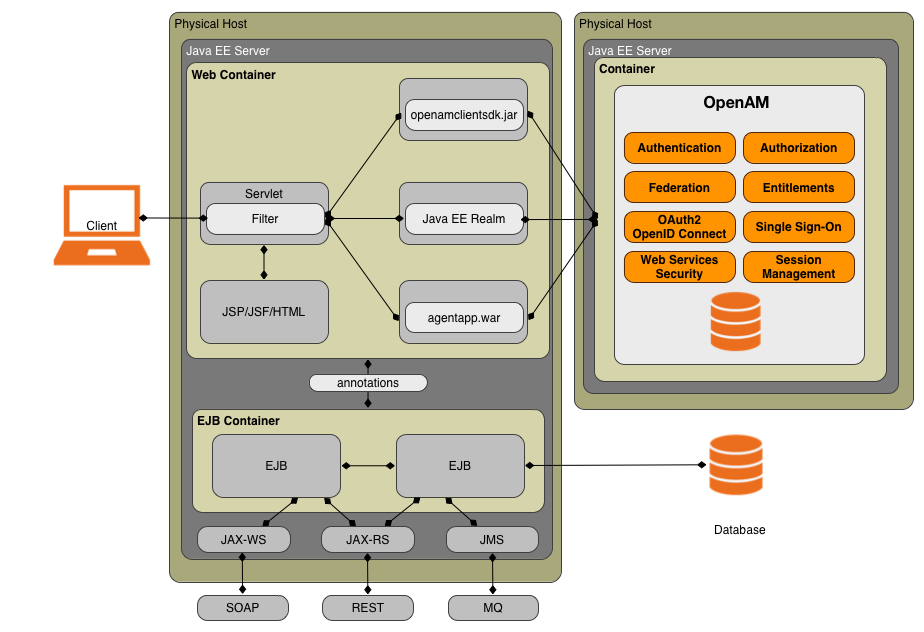 Physical Host
Java EE Server
Web Container
openamclientsdk.jar
Servlet
Filter
Java EE Realm
Client
JSP/JSF/HTML
agentapp.war
annotations
EJB Container
EJB
EJB
JAX-WS
JAX-RS
JMS
SOAP
REST
MQ
Physical Host
Java EE Server
Container
OpenAM
Authentication
Authorization
Federation
Entitlements
OAuth2
OpenID Connect
Single Sign-On
Web Services
Security
Session
Management
Database